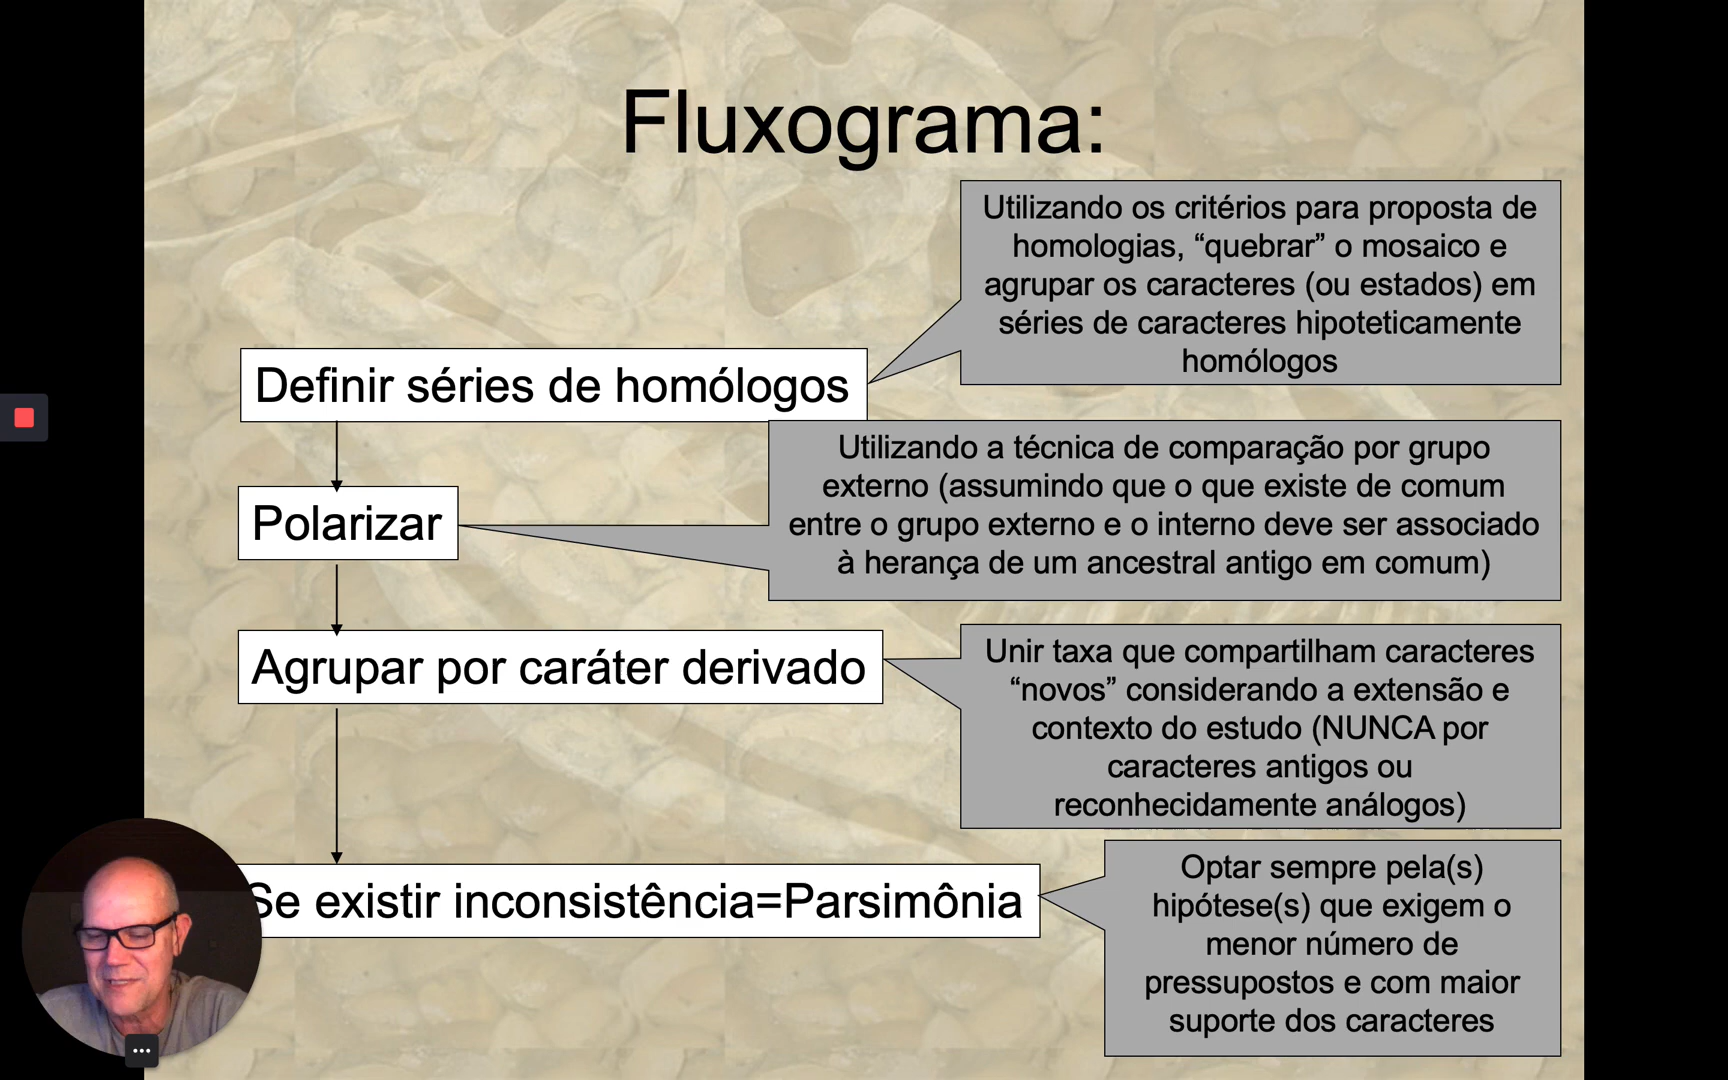 Fluxograma:
Utilizando os critérios para proposta de
homologias, “quebrar” o mosaico e
agrupar os caracteres (ou estados) em
séries de caracteres hipoteticamente
homólogos
Definir séries de homólogos
Utilizando a técnica de comparação por grupo
externo (assumindo que o que existe de comum
entre o grupo externo e o interno deve ser associado
à herança de um ancestral antigo em comum)
Polarizar
Unir taxa que compartilham caracteres
“novos” considerando a extensão e
contexto do estudo (NUNCA por
caracteres antigos ou
reconhecidamente análogos)
Agrupar por caráter derivado
Optar sempre pela(s)
hipótese(s) que exigem o
menor número de
pressupostos e com maior
suporte dos caracteres
Se existir inconsistência=Parsimônia